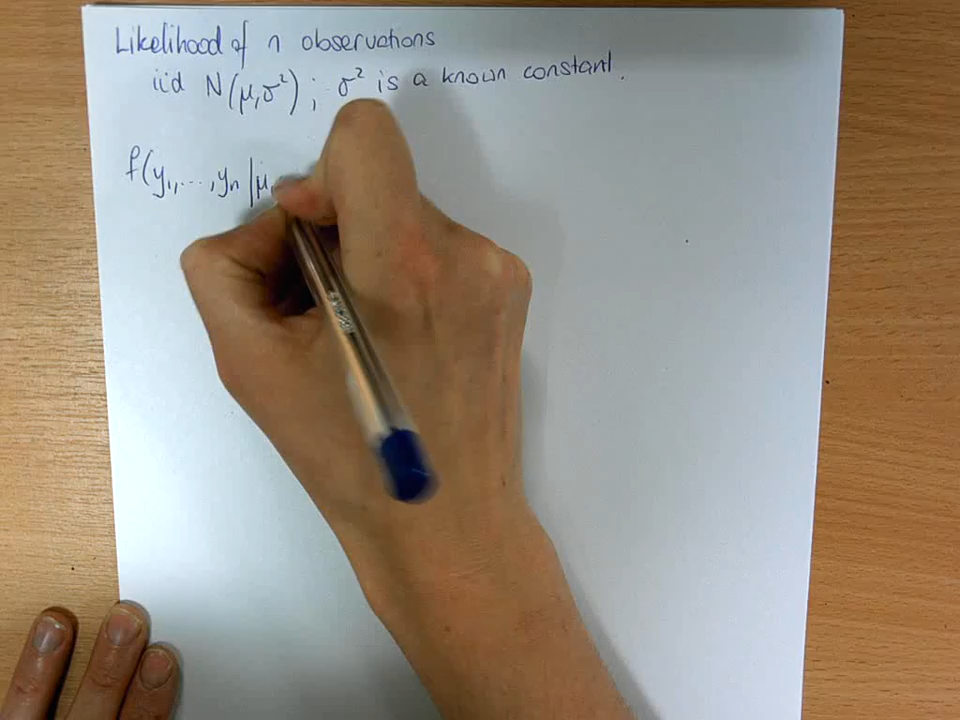 Likelihood of n observations
iid N(μ,σ²) ; σ² is a known constant.
f(y₁,...,yₙ|μ,